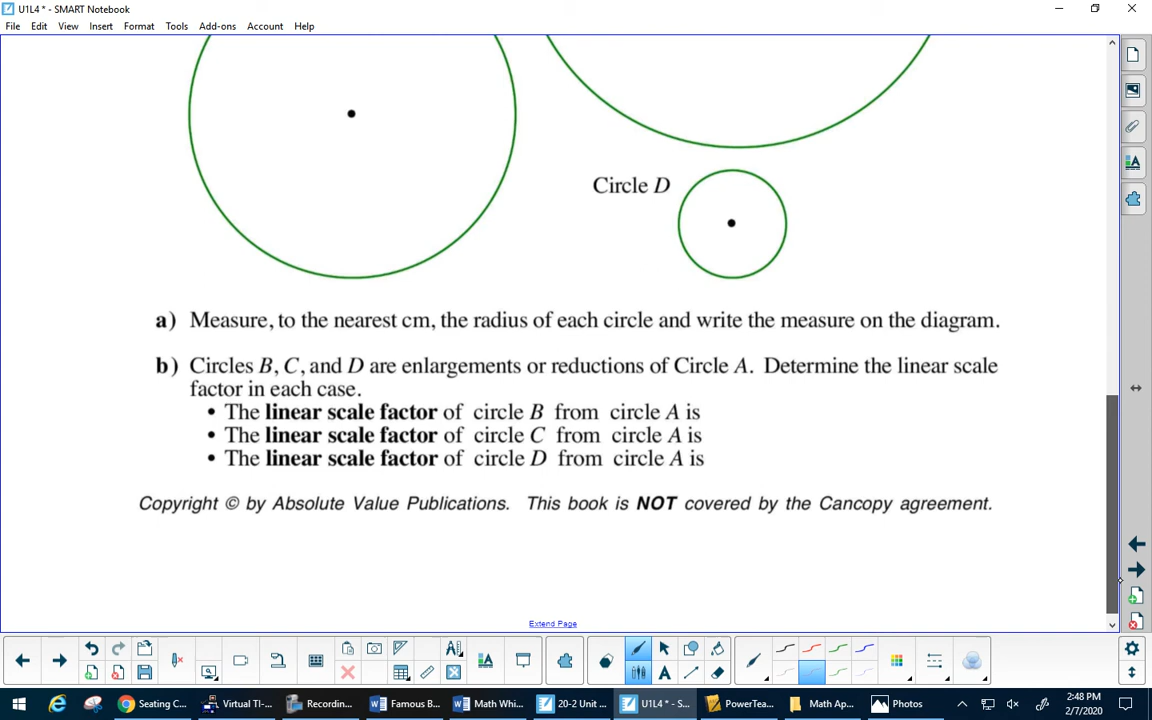 U1L4 * - SMART Notebook
File Edit View Insert Format Tools Add-ons Account Help
Circle D
a) Measure, to the nearest cm, the radius of each circle and write the measure on the diagram.
b) Circles B, C, and D are enlargements or reductions of Circle A. Determine the linear scale
factor in each case.
• The linear scale factor of circle B from circle A is
• The linear scale factor of circle C from circle A is
• The linear scale factor of circle D from circle A is
Copyright © by Absolute Value Publications. This book is NOT covered by the Cancopy agreement.
Extend Page
Seating C... Virtual TI-... Recordin... Famous B... Math Whi... 20-2 Unit ... U1L4 * - S... PowerTea... Math Ap... Photos
2:48 PM
2/7/2020